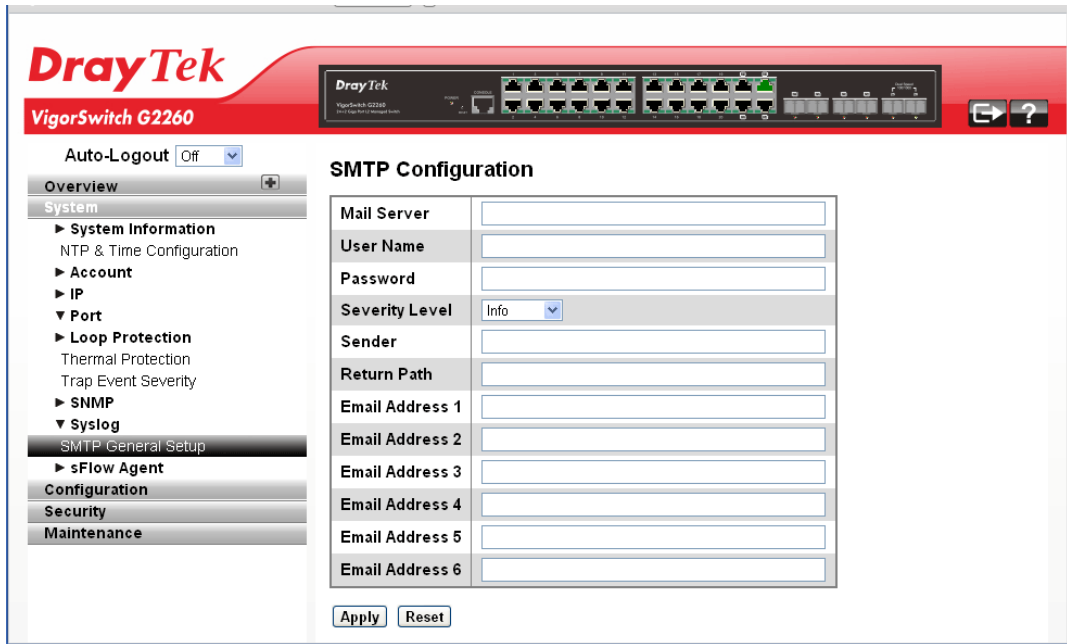 DrayTek
VigorSwitch G2260
DrayTek
VigorSwitch G2260
Auto-Logout Off
Overview
System
► System Information
NTP & Time Configuration
► Account
► IP
▼ Port
► Loop Protection
Thermal Protection
Trap Event Severity
► SNMP
▼ Syslog
SMTP General Setup
► sFlow Agent
Configuration
Security
Maintenance
SMTP Configuration
Mail Server
User Name
Password
Severity Level Info
Sender
Return Path
Email Address 1
Email Address 2
Email Address 3
Email Address 4
Email Address 5
Email Address 6
Apply Reset